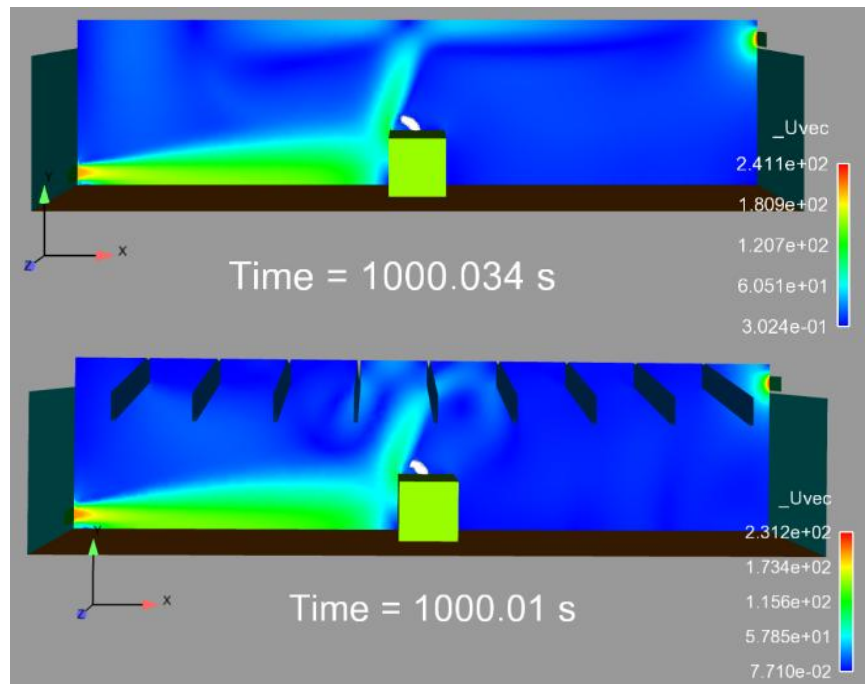 _Uvec
2.411e+02
1.809e+02
1.207e+02
6.051e+01
3.024e-01
Y
Z
X
Time = 1000.034 s
_Uvec
2.312e+02
1.734e+02
1.156e+02
5.785e+01
7.710e-02
Y
Z
X
Time = 1000.01 s